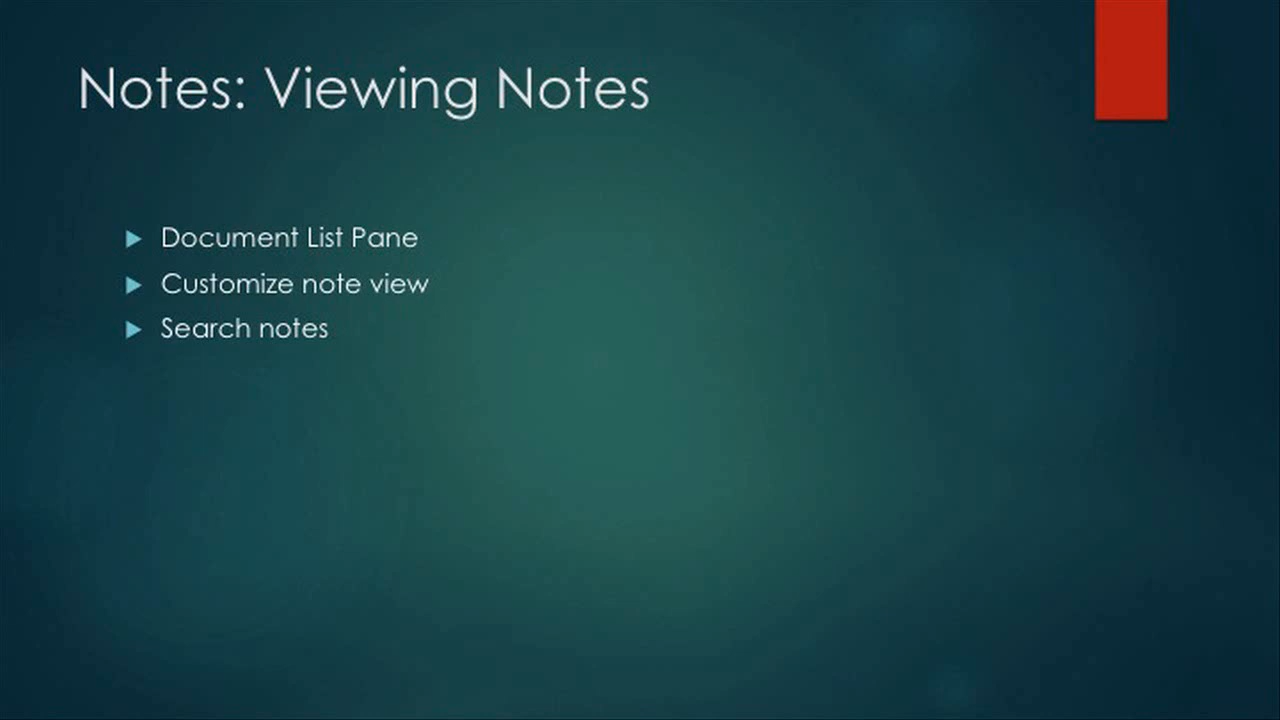 Notes: Viewing Notes
Document List Pane
Customize note view
Search notes